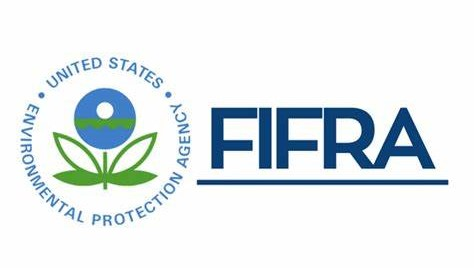 UNITED STATES
ENVIRONMENTAL PROTECTION AGENCY
FIFRA